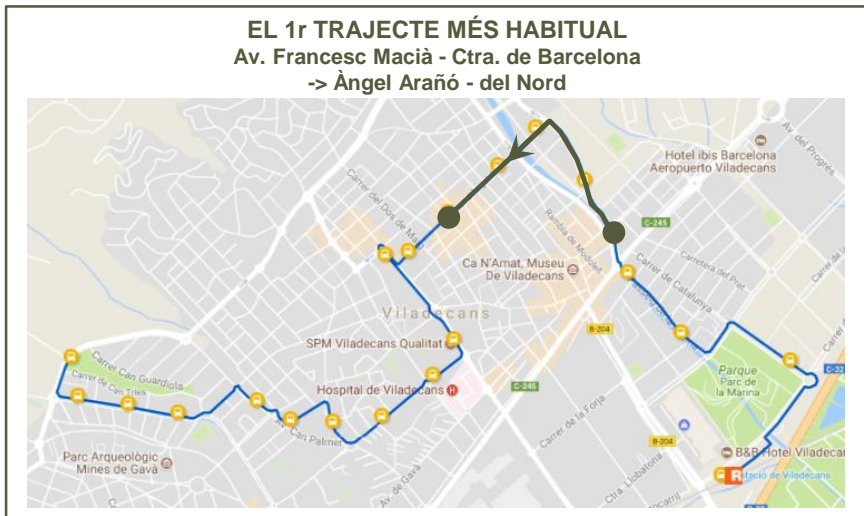 EL 1r TRAJECTE MÉS HABITUAL
Av. Francesc Macià - Ctra. de Barcelona
-> Àngel Arañó - del Nord
Av. del Progrés
Hotel ibis Barcelona
Aeropuerto Viladecans
Carrer del Dos de
C-245
Rambla de Modolell
Carretera del Prat
Ca N'Amat, Museu
De Viladecans
Carrer de Catalunya
Viladecans
B-204
SPM Viladecans Qualitat
Carrer Can Guardiola
Carrer de Can Tries
Hospital de Viladecans
C-245
C-32
Parque
Parc de
la Marina
Carrer de la Forja
Av. Can Palmer
Parc Arqueològic
Mines de Gavà
Av. de Gavà
B-204
Ctra. Llobatona
B&B Hotel Viladecan
R
stació de Viladecans